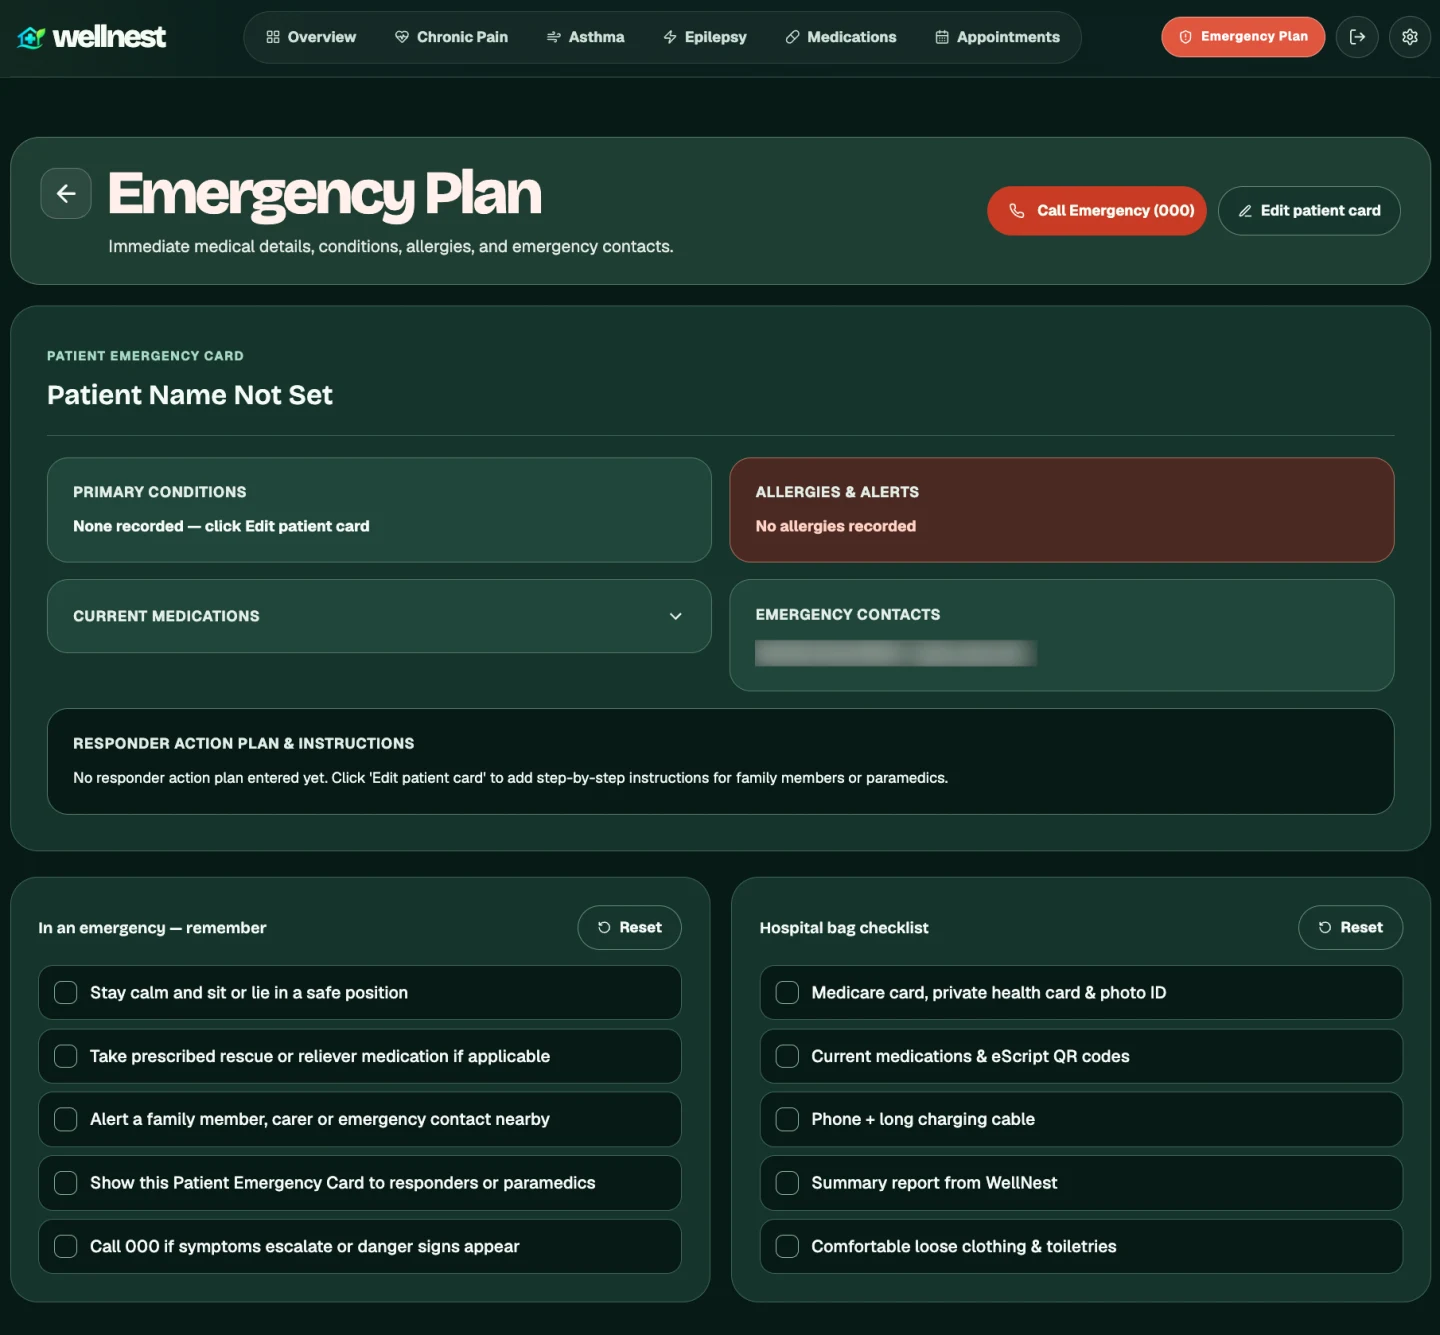 wellnest
Overview
Chronic Pain
Asthma
Epilepsy
Medications
Appointments
Emergency Plan
Emergency Plan
Immediate medical details, conditions, allergies, and emergency contacts.
Call Emergency (000)
Edit patient card
PATIENT EMERGENCY CARD
Patient Name Not Set
PRIMARY CONDITIONS
None recorded — click Edit patient card
ALLERGIES & ALERTS
No allergies recorded
CURRENT MEDICATIONS
EMERGENCY CONTACTS
RESPONDER ACTION PLAN & INSTRUCTIONS
No responder action plan entered yet. Click 'Edit patient card' to add step-by-step instructions for family members or paramedics.
In an emergency — remember
Reset
Stay calm and sit or lie in a safe position
Take prescribed rescue or reliever medication if applicable
Alert a family member, carer or emergency contact nearby
Show this Patient Emergency Card to responders or paramedics
Call 000 if symptoms escalate or danger signs appear
Hospital bag checklist
Reset
Medicare card, private health card & photo ID
Current medications & eScript QR codes
Phone + long charging cable
Summary report from WellNest
Comfortable loose clothing & toiletries